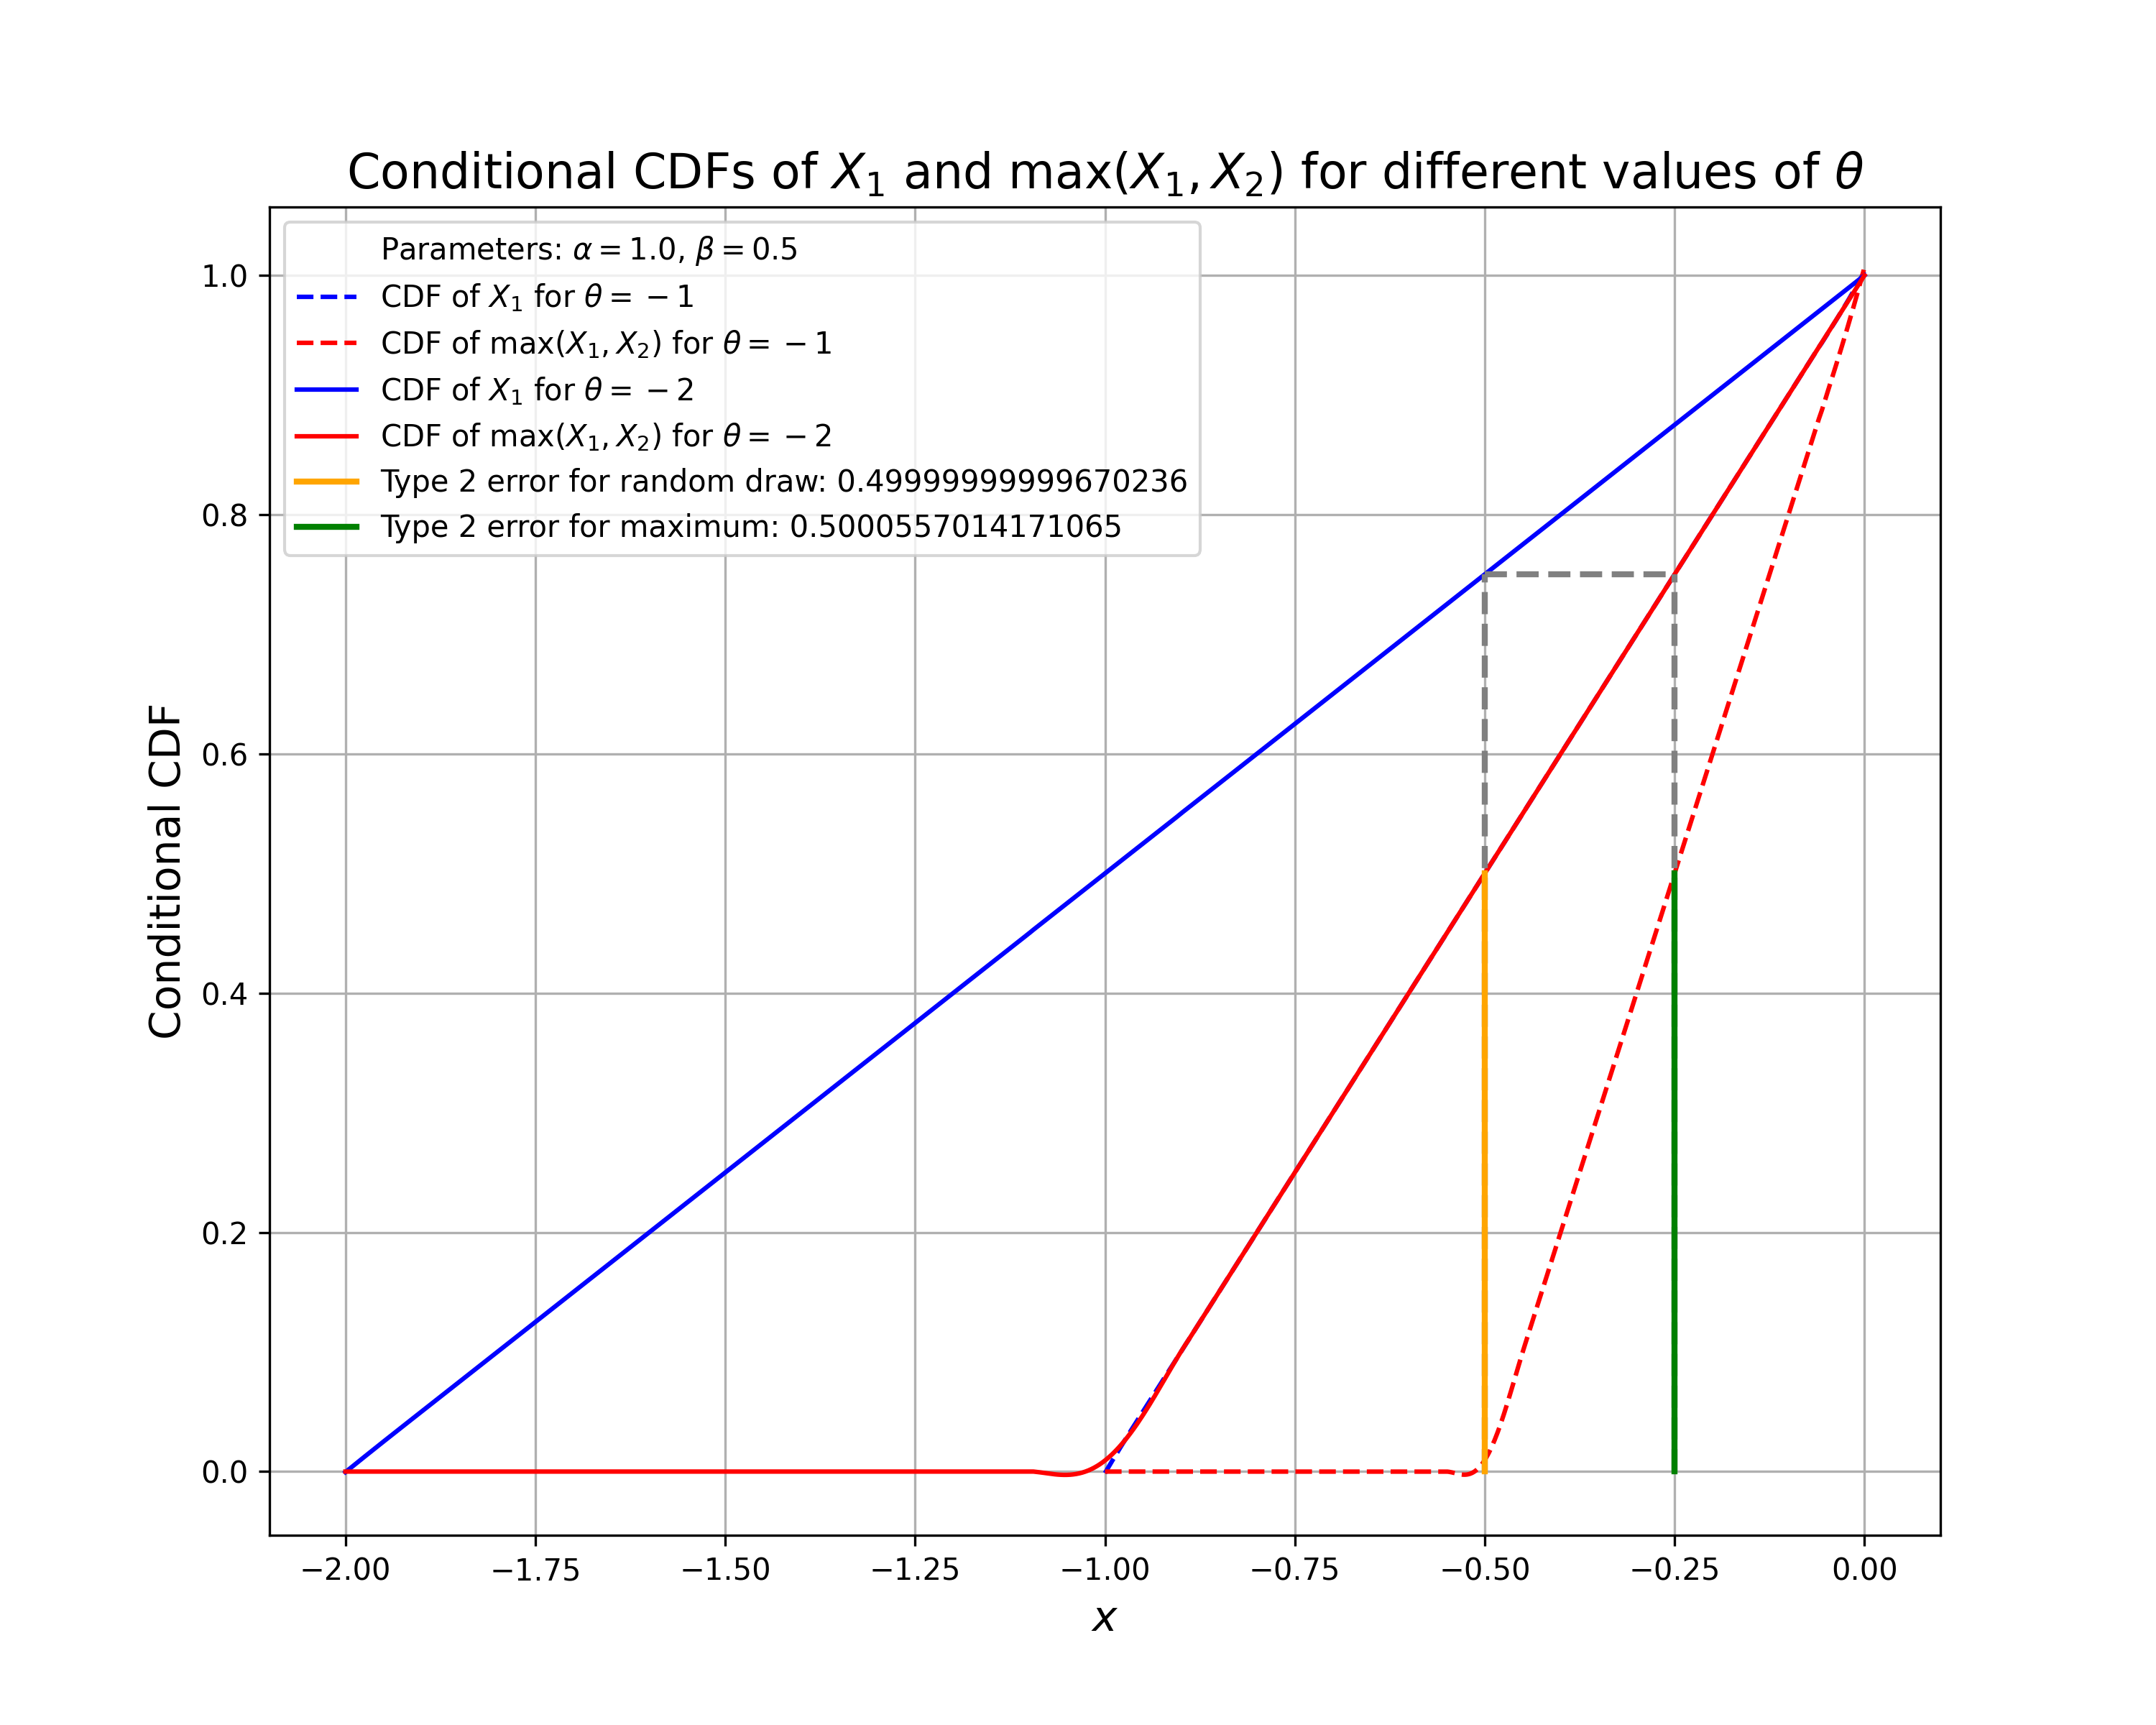 Conditional CDFs of X₁ and max(X₁, X₂) for different values of θ
Parameters: α = 1.0, β = 0.5
CDF of X₁ for θ = −1
CDF of max(X₁, X₂) for θ = −1
CDF of X₁ for θ = −2
CDF of max(X₁, X₂) for θ = −2
Type 2 error for random draw: 0.49999999999670236
Type 2 error for maximum: 0.5000557014171065
Conditional CDF
1.0
0.8
0.6
0.4
0.2
0.0
−2.00 −1.75 −1.50 −1.25 −1.00 −0.75 −0.50 −0.25 0.00
x